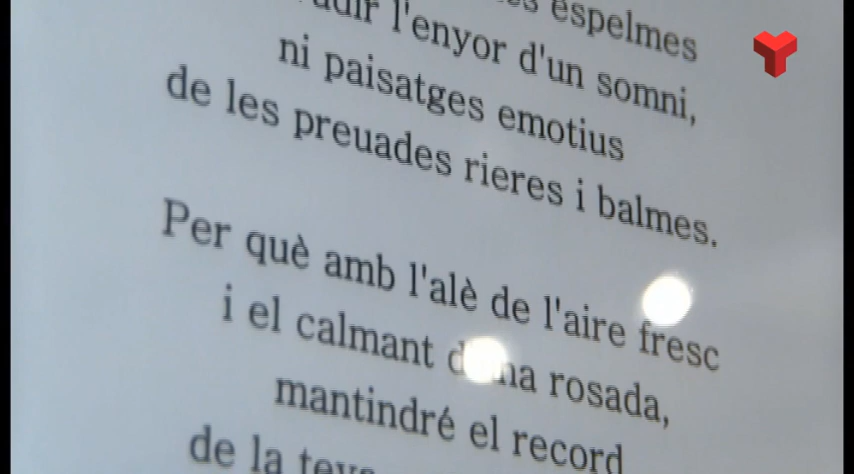 espelmes
l'enyor d'un somni,
ni paisatges emotius
de les preuades rieres i balmes.
Per què amb l'alè de l'aire fresc
i el calmant rosada,
mantindré el record
de la